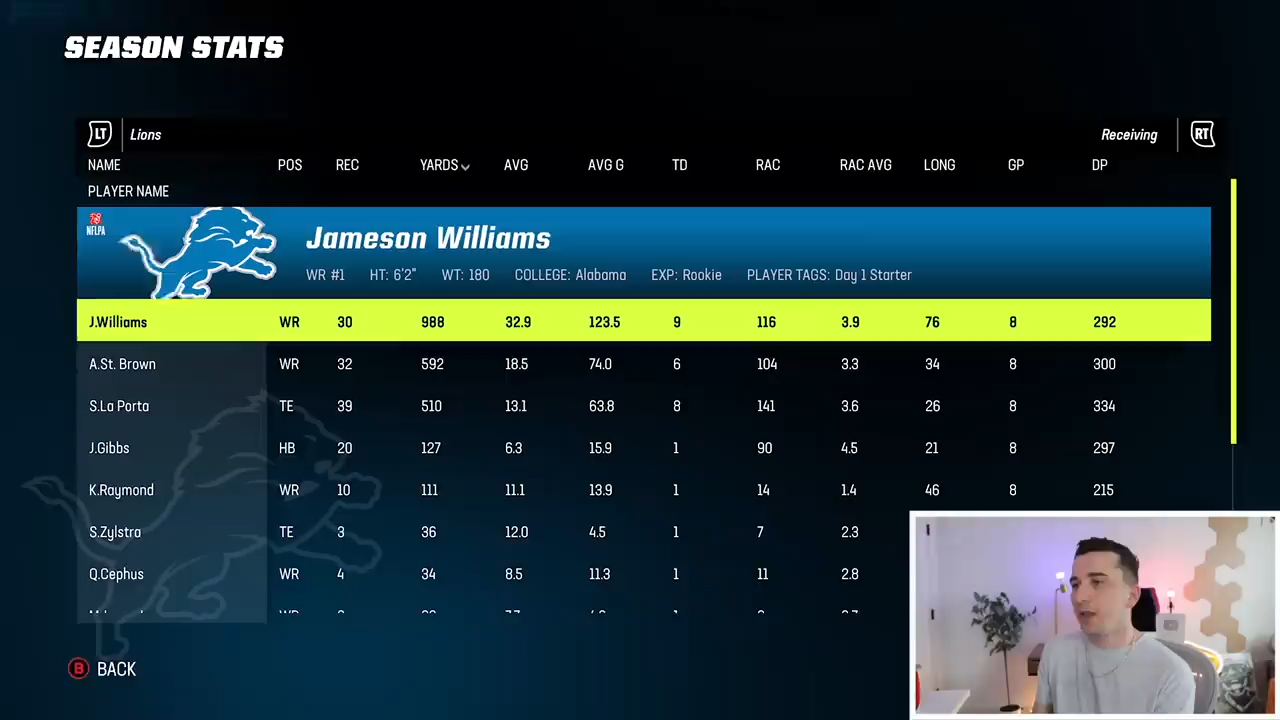 SEASON STATS
LT Lions Receiving RT
NAME POS REC YARDS AVG AVG G TD RAC RAC AVG LONG GP DP
PLAYER NAME
NFLPA
Jameson Williams
WR #1 HT: 6'2" WT: 180 COLLEGE: Alabama EXP: Rookie PLAYER TAGS: Day 1 Starter
J.Williams WR 30 988 32.9 123.5 9 116 3.9 76 8 292
A.St. Brown WR 32 592 18.5 74.0 6 104 3.3 34 8 300
S.La Porta TE 39 510 13.1 63.8 8 141 3.6 26 8 334
J.Gibbs HB 20 127 6.3 15.9 1 90 4.5 21 8 297
K.Raymond WR 10 111 11.1 13.9 1 14 1.4 46 8 215
S.Zylstra TE 3 36 12.0 4.5 1 7 2.3
Q.Cephus WR 4 34 8.5 11.3 1 11 2.8
B BACK